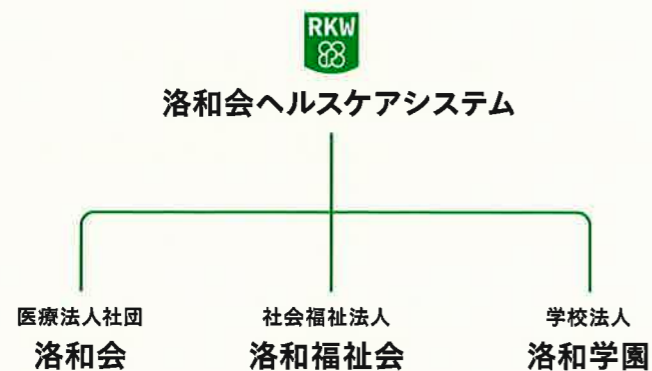 RKW
洛和会ヘルスケアシステム
医療法人社団
洛和会
社会福祉法人
洛和福祉会
学校法人
洛和学園